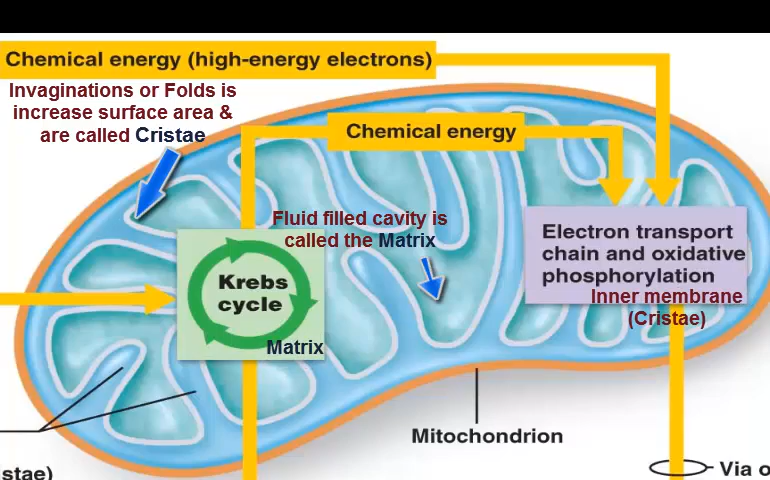 Chemical energy (high-energy electrons)
Invaginations or Folds is
increase surface area &
are called Cristae
Chemical energy
Fluid filled cavity is
called the Matrix
Electron transport
chain and oxidative
phosphorylation
Inner membrane
(Cristae)
Krebs
cycle
Matrix
Mitochondrion
stae)
Via o